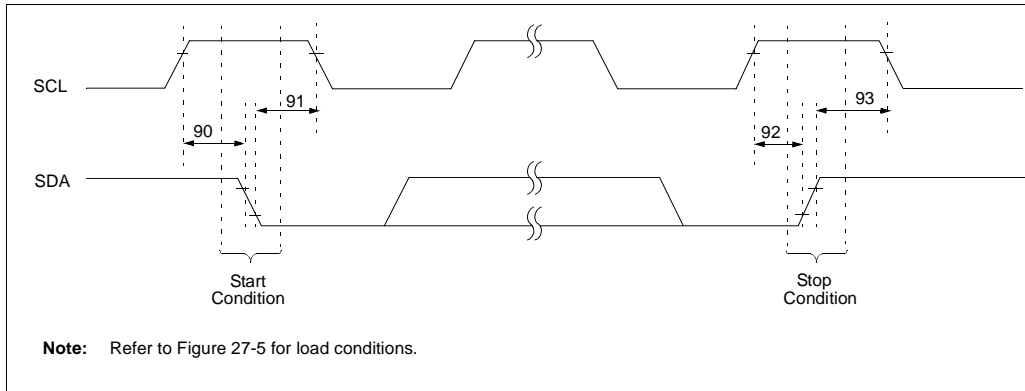 SCL
91
93
90
92
SDA
Start
Condition
Stop
Condition
Note: Refer to Figure 27-5 for load conditions.